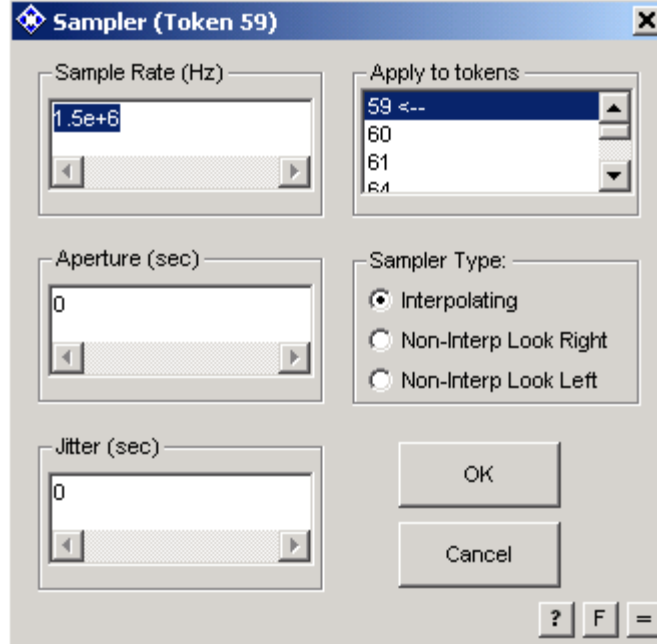 Sampler (Token 59)
Sample Rate (Hz)
1.5e+6
Apply to tokens
59 <--
60
61
64
Aperture (sec)
0
Sampler Type:
Interpolating
Non-Interp Look Right
Non-Interp Look Left
Jitter (sec)
0
OK
Cancel
? F =